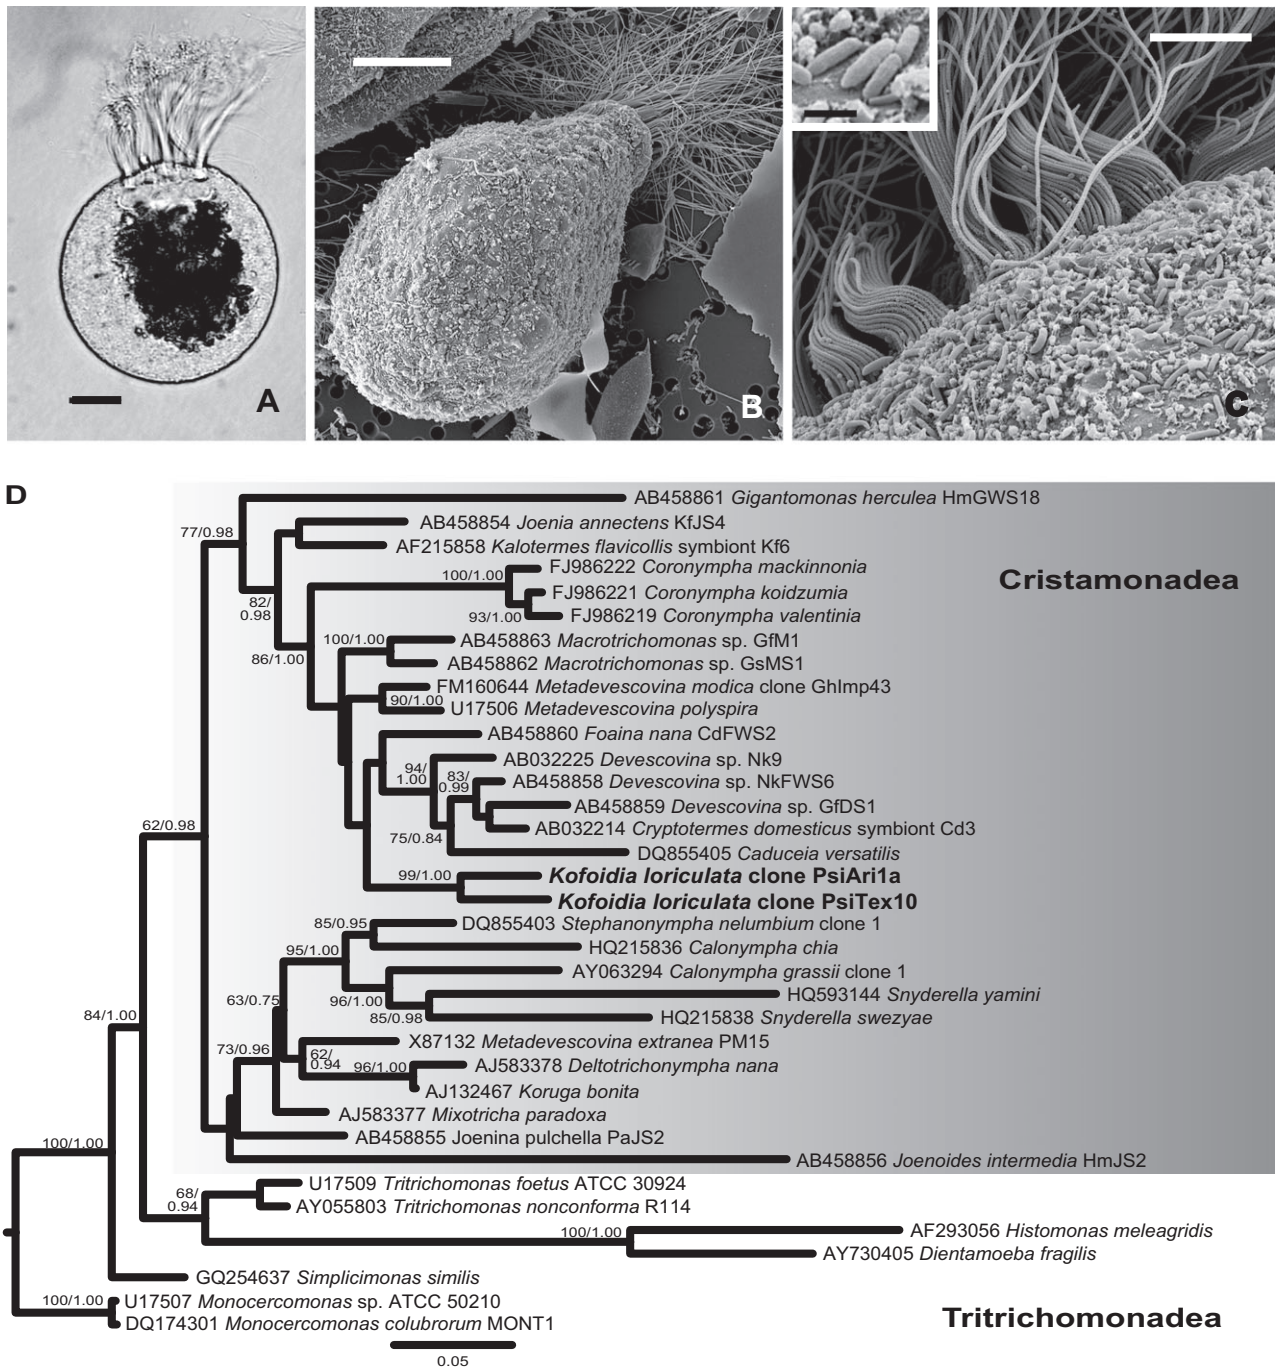 A
B
C
D
AB458861 Gigantomonas herculea HmGWS18
77/0.98
AB458854 Joenia annectens KfJS4
AF215858 Kalotermes flavicollis symbiont Kf6
FJ986222 Coronympha mackinnonia
100/1.00
Cristamonadea
82/
0.98
FJ986221 Coronympha koidzumia
93/1.00
FJ986219 Coronympha valentinia
100/1.00
AB458863 Macrotrichomonas sp. GfM1
86/1.00
AB458862 Macrotrichomonas sp. GsMS1
FM160644 Metadevescovina modica clone GhImp43
90/1.00
U17506 Metadevescovina polyspira
AB458860 Foaina nana CdFWS2
AB032225 Devescovina sp. Nk9
94/
1.00
83/
0.99
AB458858 Devescovina sp. NkFWS6
AB458859 Devescovina sp. GfDS1
62/0.98
AB032214 Cryptotermes domesticus symbiont Cd3
75/0.84
DQ855405 Caduceia versatilis
99/1.00
Kofoidia loriculata clone PsiAri1a
Kofoidia loriculata clone PsiTex10
85/0.95
DQ855403 Stephanonympha nelumbium clone 1
95/1.00
HQ215836 Calonympha chia
AY063294 Calonympha grassii clone 1
96/1.00
HQ593144 Snyderella yamini
63/0.75
85/0.98
HQ215838 Snyderella swezyae
84/1.00
X87132 Metadevescovina extranea PM15
73/0.96
62/
0.94
96/1.00
AJ583378 Deltotrichonympha nana
AJ132467 Koruga bonita
AJ583377 Mixotricha paradoxa
AB458855 Joenina pulchella PaJS2
100/1.00
AB458856 Joenoides intermedia HmJS2
U17509 Tritrichomonas foetus ATCC 30924
68/
0.94
AY055803 Tritrichomonas nonconforma R114
100/1.00
AF293056 Histomonas meleagridis
AY730405 Dientamoeba fragilis
GQ254637 Simplicimonas similis
100/1.00
U17507 Monocercomonas sp. ATCC 50210
DQ174301 Monocercomonas colubrorum MONT1
Tritrichomonadea
0.05